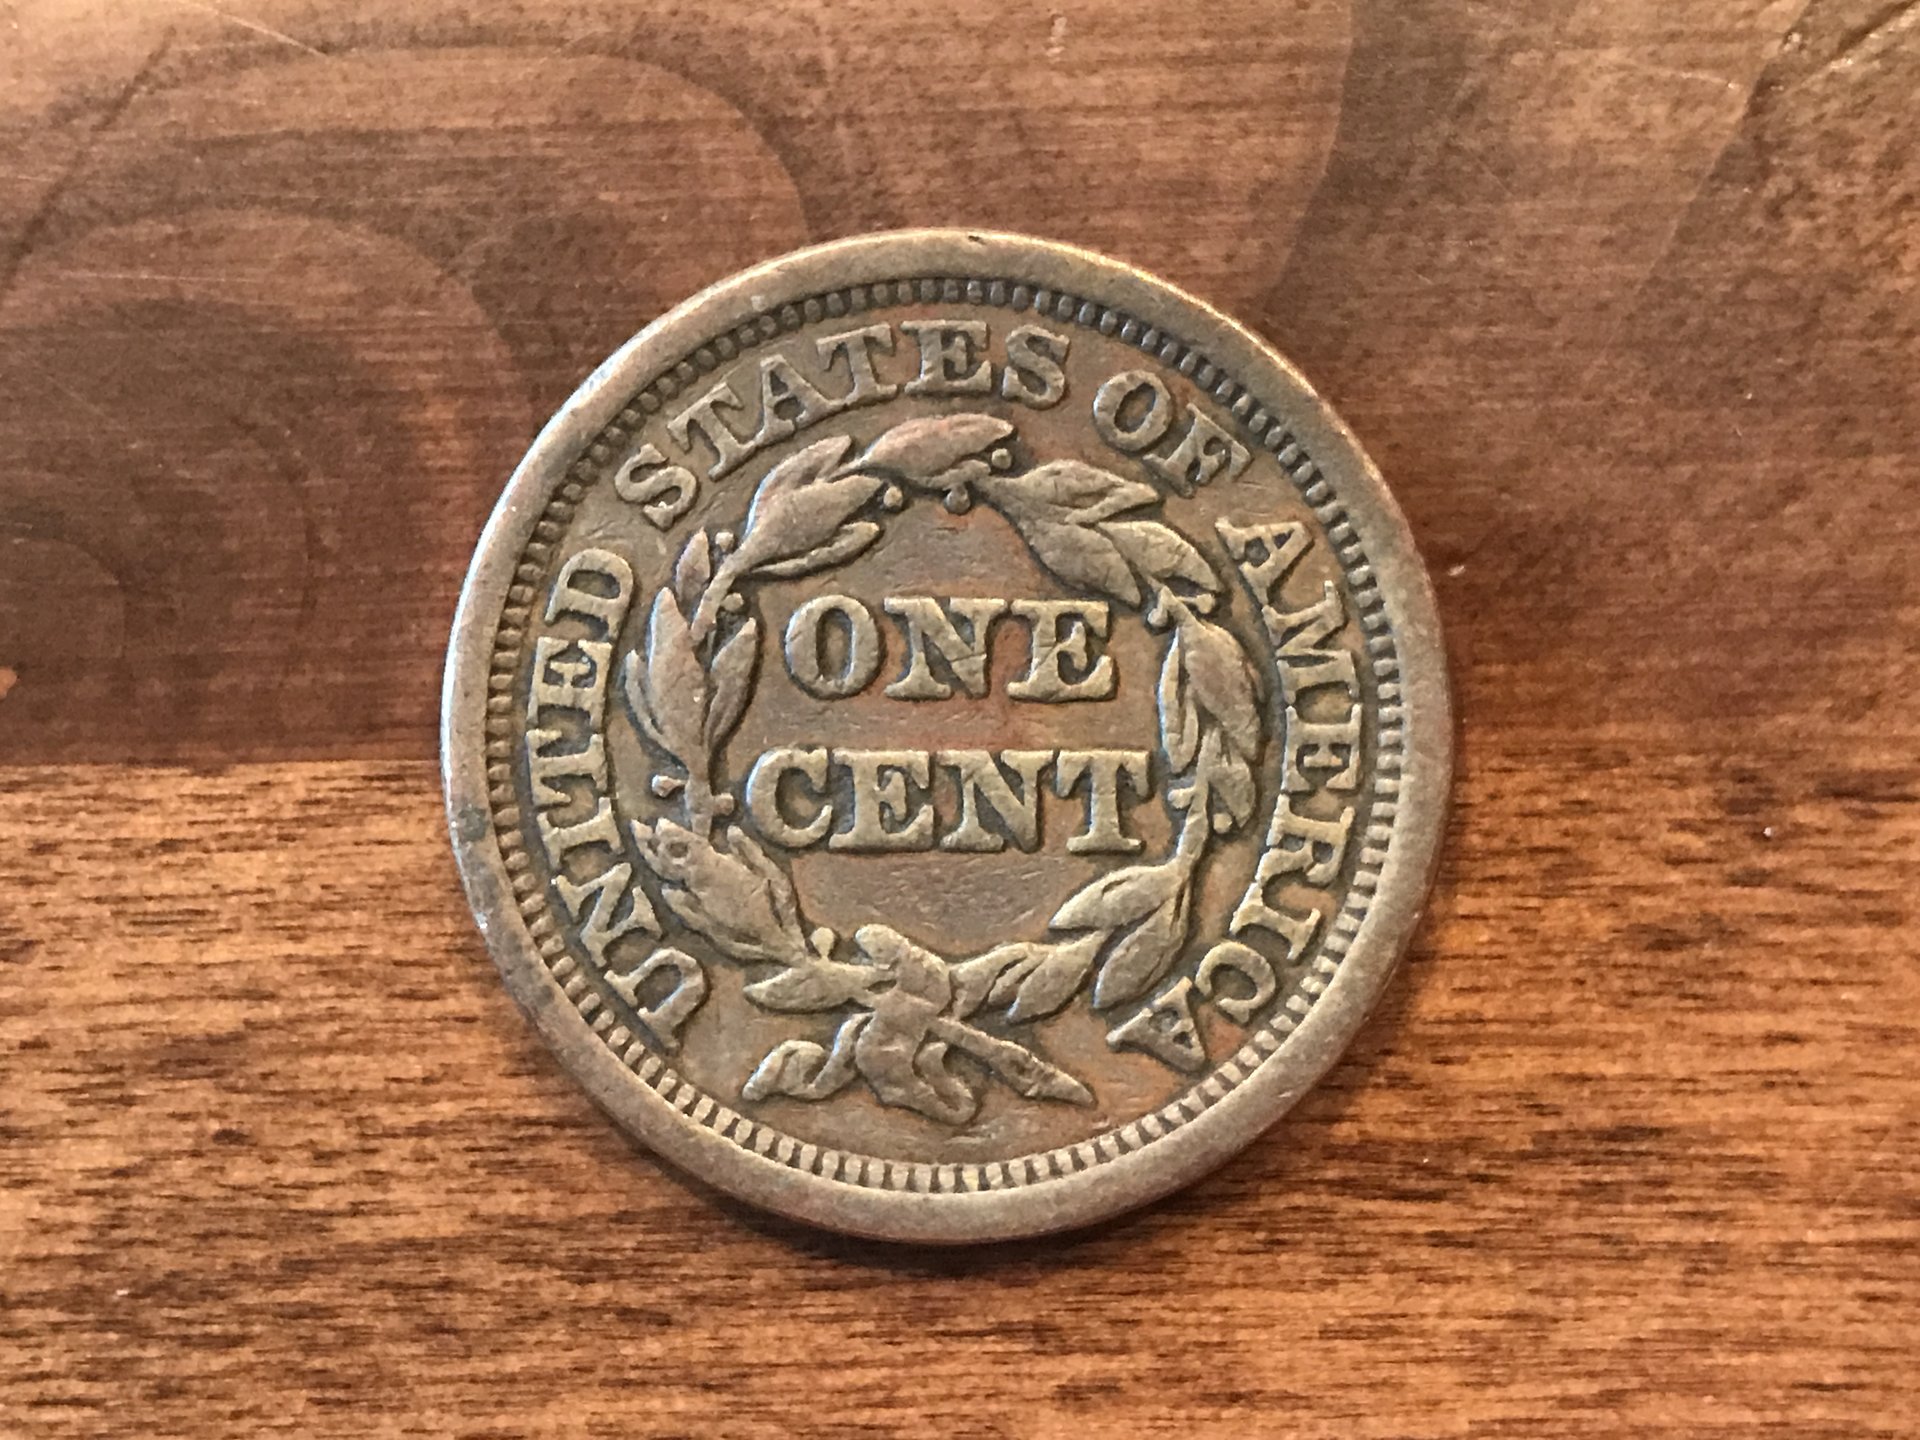 UNITED STATES OF AMERICA
ONE
CENT